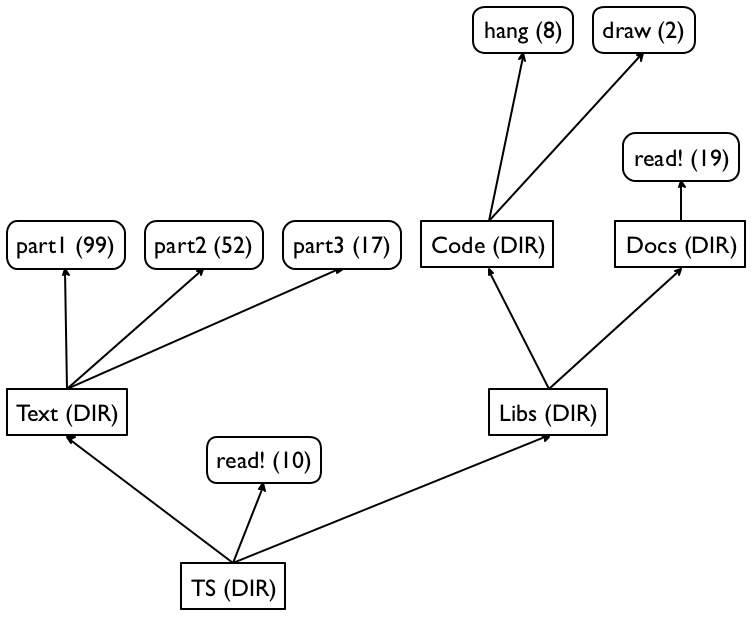 hang (8)
draw (2)
read! (19)
part1 (99)
part2 (52)
part3 (17)
Code (DIR)
Docs (DIR)
Text (DIR)
Libs (DIR)
read! (10)
TS (DIR)